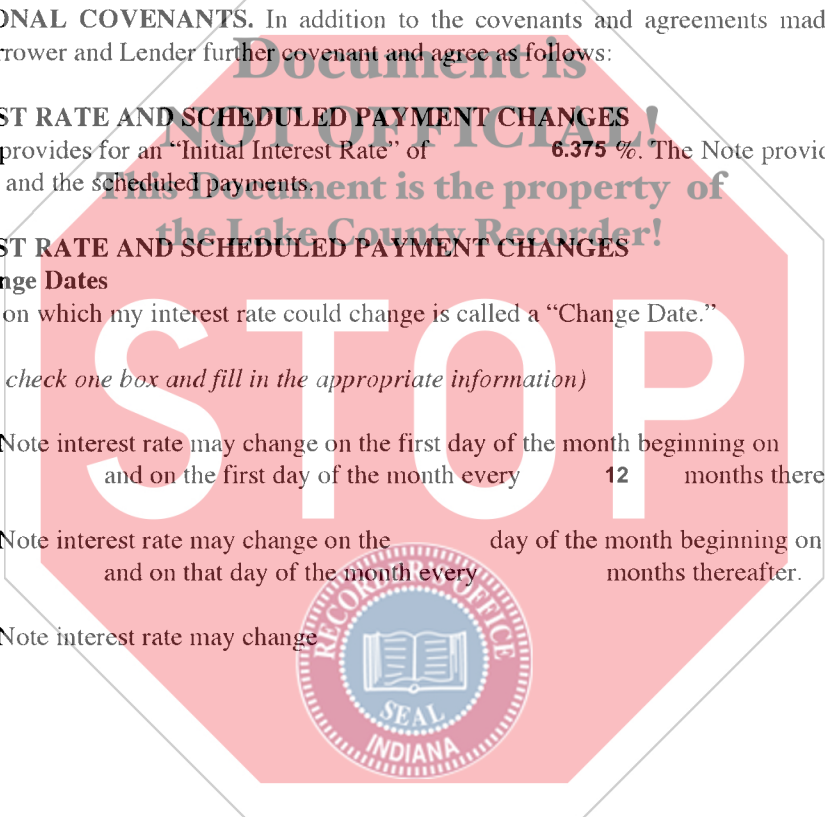 ONAL COVENANTS. In addition to the covenants and agreements mad
rrower and Lender further covenant and agree as follows:
Document is
ST RATE AND SCHEDULED PAYMENT CHANGES
NOT OFFICIAL!
provides for an “Initial Interest Rate” of 6.375 %. The Note provid
and the scheduled payments.
This Document is the property of
the Lake County Recorder!
ST RATE AND SCHEDULED PAYMENT CHANGES
nge Dates
on which my interest rate could change is called a “Change Date.”
check one box and fill in the appropriate information)
STOP
Note interest rate may change on the first day of the month beginning on
and on the first day of the month every 12 months there
Note interest rate may change on the day of the month beginning on
and on that day of the month every months thereafter.
Note interest rate may change
RECORDER'S OFFICE
SEAL
INDIANA